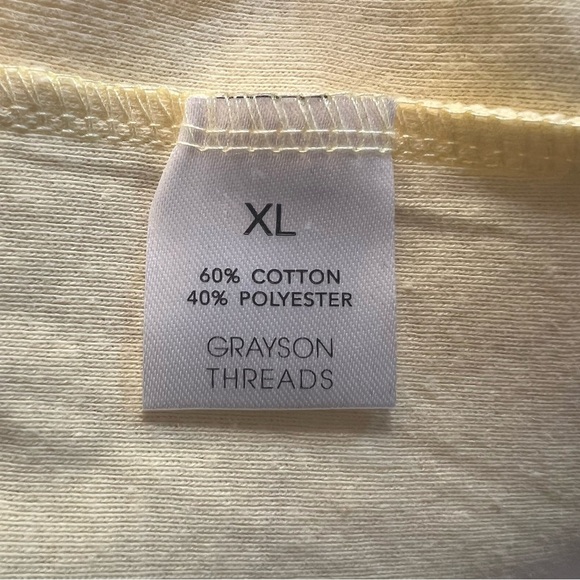 XL
60% COTTON
40% POLYESTER
GRAYSON
THREADS